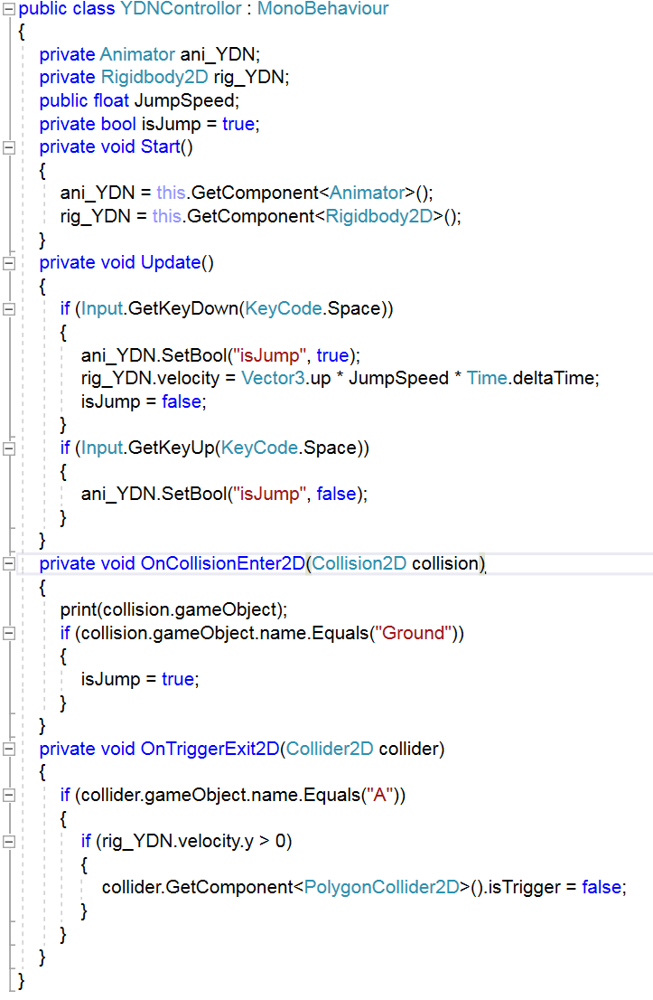 public class YDNControllor : MonoBehaviour
{
private Animator ani_YDN;
private Rigidbody2D rig_YDN;
public float JumpSpeed;
private bool isJump = true;
private void Start()
{
ani_YDN = this.GetComponent<Animator>();
rig_YDN = this.GetComponent<Rigidbody2D>();
}
private void Update()
{
if (Input.GetKeyDown(KeyCode.Space))
{
ani_YDN.SetBool("isJump", true);
rig_YDN.velocity = Vector3.up * JumpSpeed * Time.deltaTime;
isJump = false;
}
if (Input.GetKeyUp(KeyCode.Space))
{
ani_YDN.SetBool("isJump", false);
}
}
private void OnCollisionEnter2D(Collision2D collision)
{
print(collision.gameObject);
if (collision.gameObject.name.Equals("Ground"))
{
isJump = true;
}
}
private void OnTriggerExit2D(Collider2D collider)
{
if (collider.gameObject.name.Equals("A"))
{
if (rig_YDN.velocity.y > 0)
{
collider.GetComponent<PolygonCollider2D>().isTrigger = false;
}
}
}
}